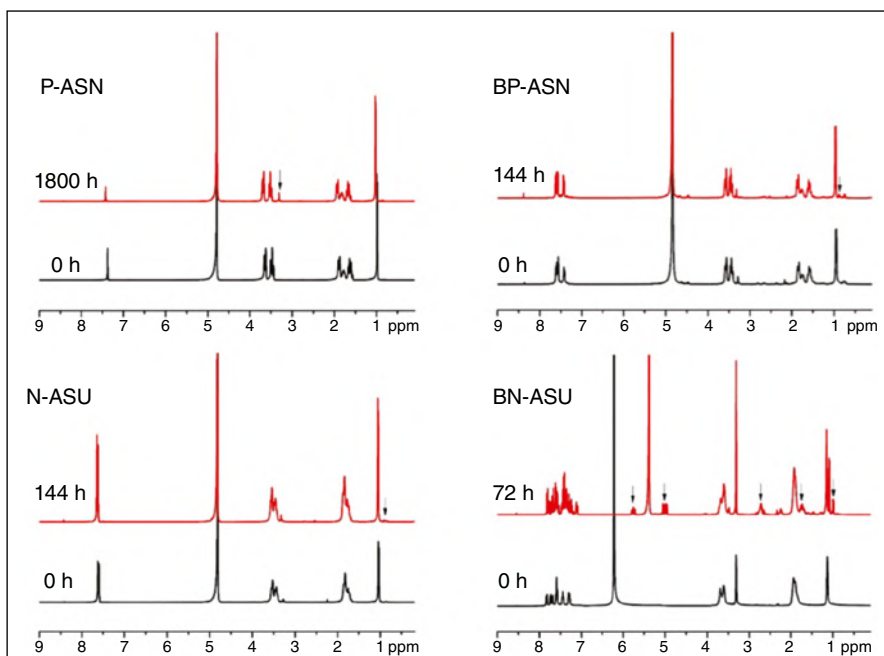 P-ASN
1800 h
0 h
9 8 7 6 5 4 3 2 1 ppm
BP-ASN
144 h
0 h
9 8 7 6 5 4 3 2 1 ppm
N-ASU
144 h
0 h
9 8 7 6 5 4 3 2 1 ppm
BN-ASU
72 h
0 h
9 8 7 6 5 4 3 2 1 ppm